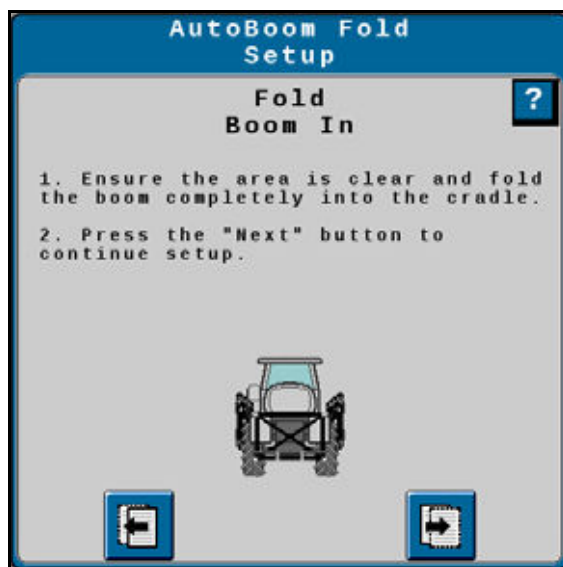 AutoBoom Fold
Setup
Fold
Boom In
?
1. Ensure the area is clear and fold
the boom completely into the cradle.
2. Press the "Next" button to
continue setup.